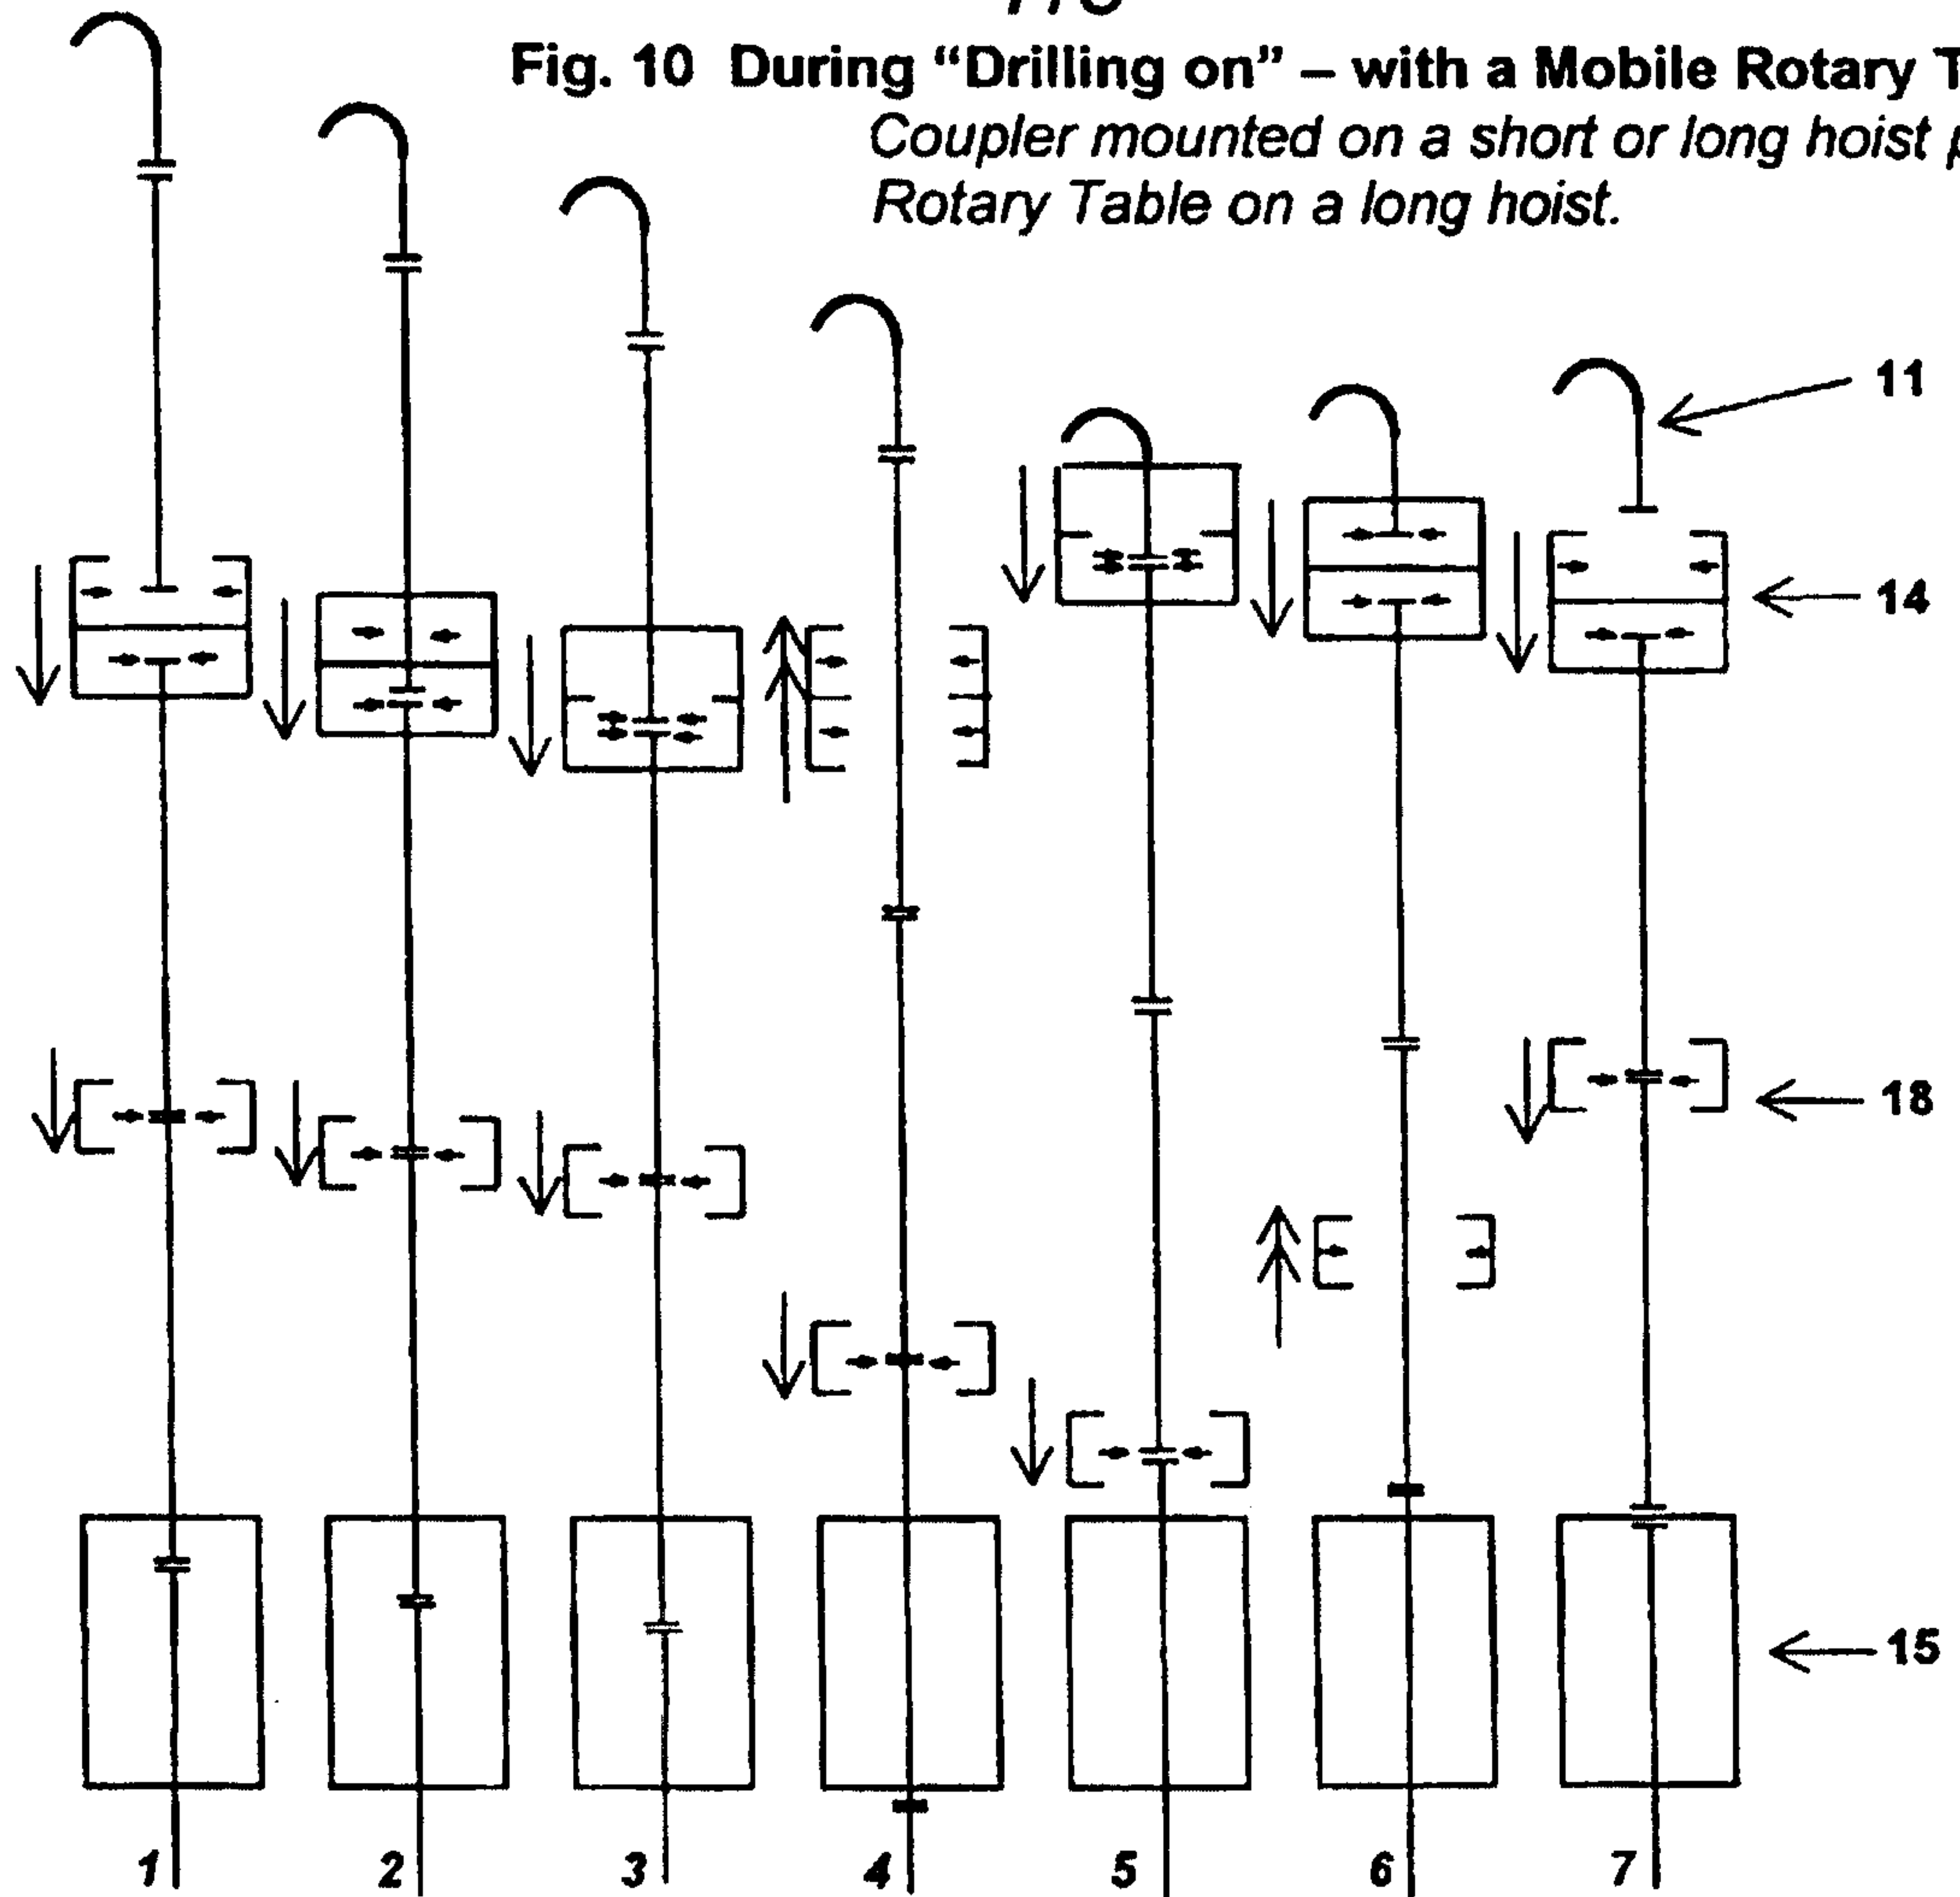 Fig. 10 During “Drilling on” – with a Mobile Rotary
Coupler mounted on a short or long hoist
Rotary Table on a long hoist.
11
14
18
15
1 2 3 4 5 6 7